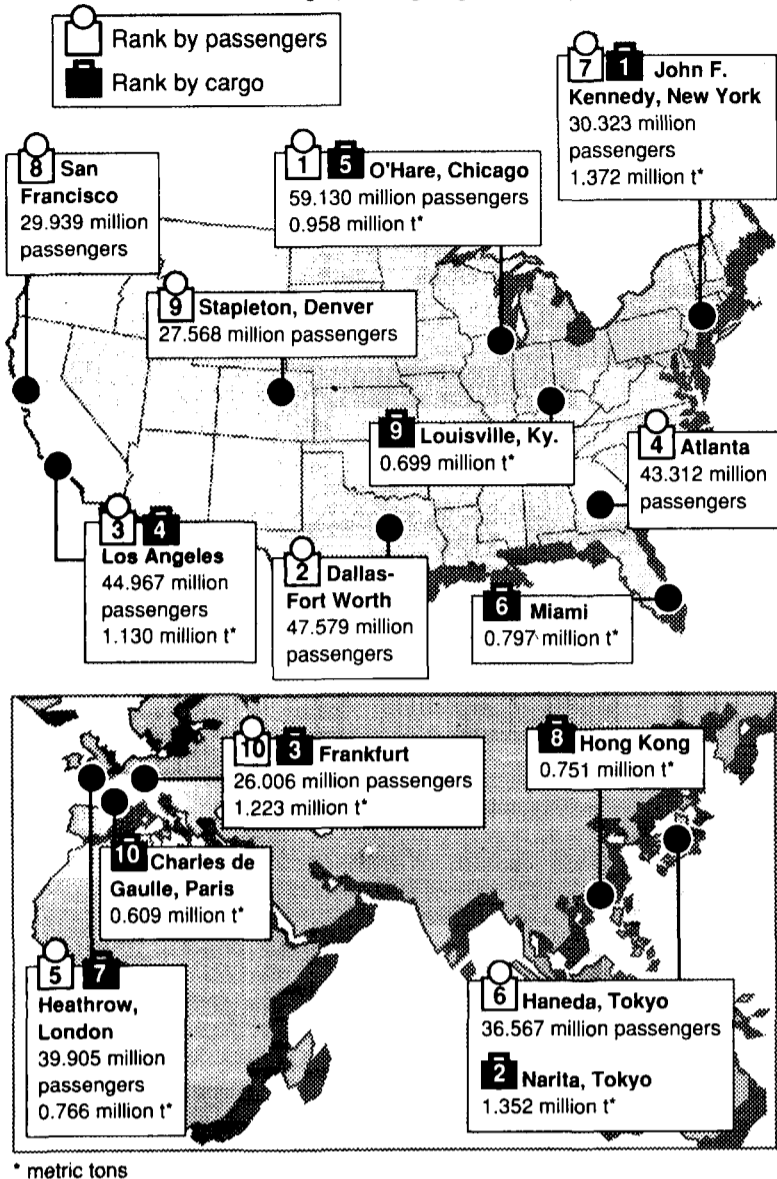 Rank by passengers
Rank by cargo
7 1 John F.
Kennedy, New York
30.323 million
passengers
1.372 million t*
8 San
Francisco
29.939 million
passengers
1 5 O'Hare, Chicago
59.130 million passengers
0.958 million t*
9 Stapleton, Denver
27.568 million passengers
9 Louisville, Ky.
0.699 million t*
4 Atlanta
43.312 million
passengers
3 4
Los Angeles
44.967 million
passengers
1.130 million t*
2 Dallas-
Fort Worth
47.579 million
passengers
6 Miami
0.797 million t*
10 3 Frankfurt
26.006 million passengers
1.223 million t*
8 Hong Kong
0.751 million t*
10 Charles de
Gaulle, Paris
0.609 million t*
5 7
Heathrow,
London
39.905 million
passengers
0.766 million t*
6 Haneda, Tokyo
36.567 million passengers
2 Narita, Tokyo
1.352 million t*
* metric tons